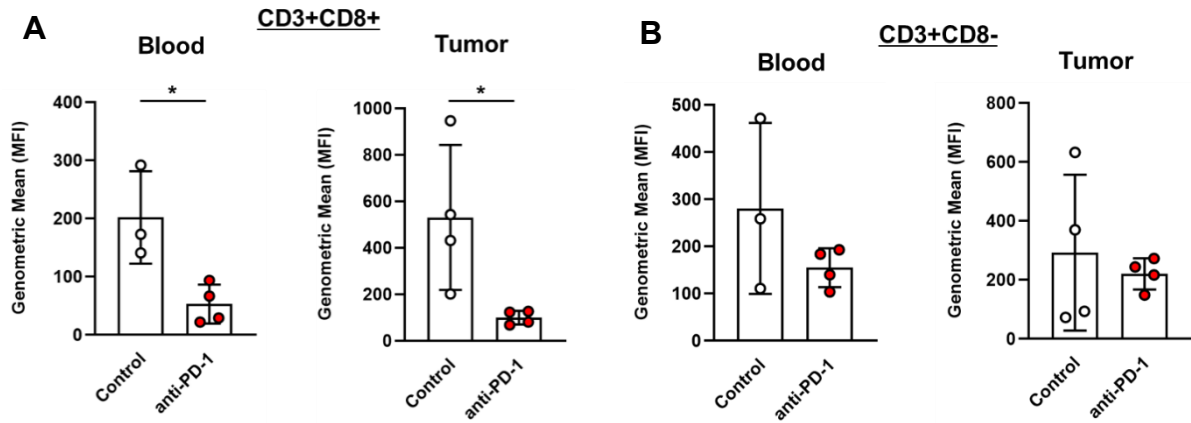 A
CD3+CD8+
Blood
Tumor
*
*
Genometric Mean (MFI)
400
300
200
100
0
Control
anti-PD-1
Genometric Mean (MFI)
1000
800
600
400
200
0
Control
anti-PD-1
B
CD3+CD8-
Blood
Tumor
Genometric Mean (MFI)
500
400
300
200
100
0
Control
anti-PD-1
Genometric Mean (MFI)
800
600
400
200
0
Control
anti-PD-1